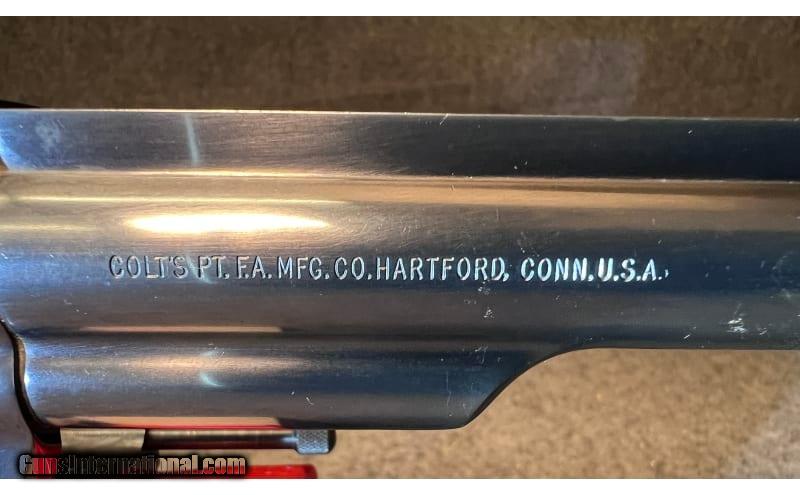 COLT'S PT. F.A. MFG. CO. HARTFORD, CONN. U.S.A.
GunsInternational.com